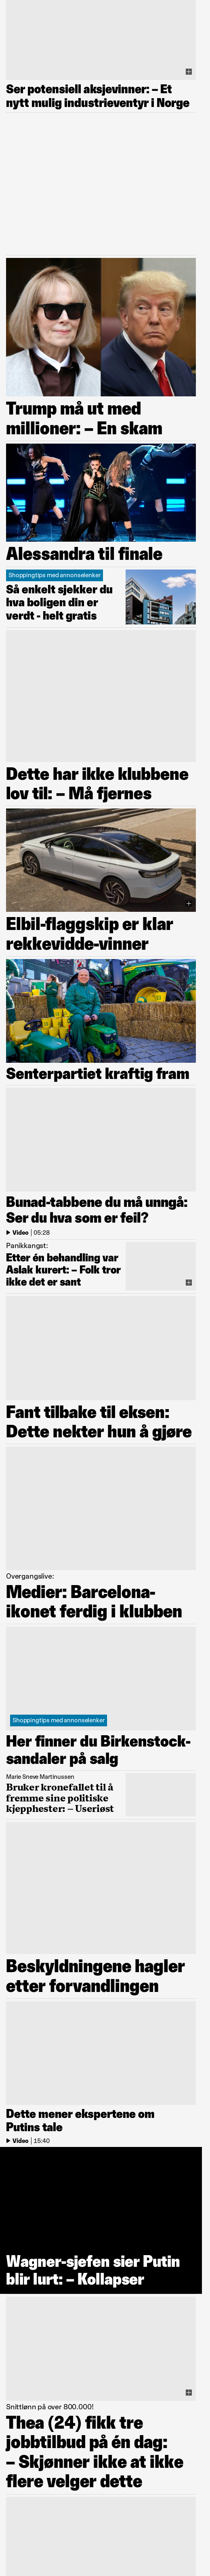 Ser potensiell aksjevinner: – Et
nytt mulig industrieventyr i Norge
Trump må ut med
millioner: – En skam
Alessandra til finale
Shoppingtips med annonselenker
Så enkelt sjekker du
hva boligen din er
verdt - helt gratis
Dette har ikke klubbene
lov til: – Må fjernes
Elbil-flaggskip er klar
rekkevidde-vinner
Senterpartiet kraftig fram
Bunad-tabbene du må unngå:
Ser du hva som er feil?
Video | 05:28
Panikkangst:
Etter én behandling var
Aslak kurert: – Folk tror
ikke det er sant
Fant tilbake til eksen:
Dette nekter hun å gjøre
Overgangslive:
Medier: Barcelona-
ikonet ferdig i klubben
Shoppingtips med annonselenker
Her finner du Birkenstock-
sandaler på salg
Marie Sneve Martinussen
Bruker kronefallet til å
fremme sine politiske
kjepphester: – Useriøst
Beskyldningene hagler
etter forvandlingen
Dette mener ekspertene om
Putins tale
Video | 15:40
Wagner-sjefen sier Putin
blir lurt: – Kollapser
Snittlønn på over 800.000!
Thea (24) fikk tre
jobbtilbud på én dag:
– Skjønner ikke at ikke
flere velger dette